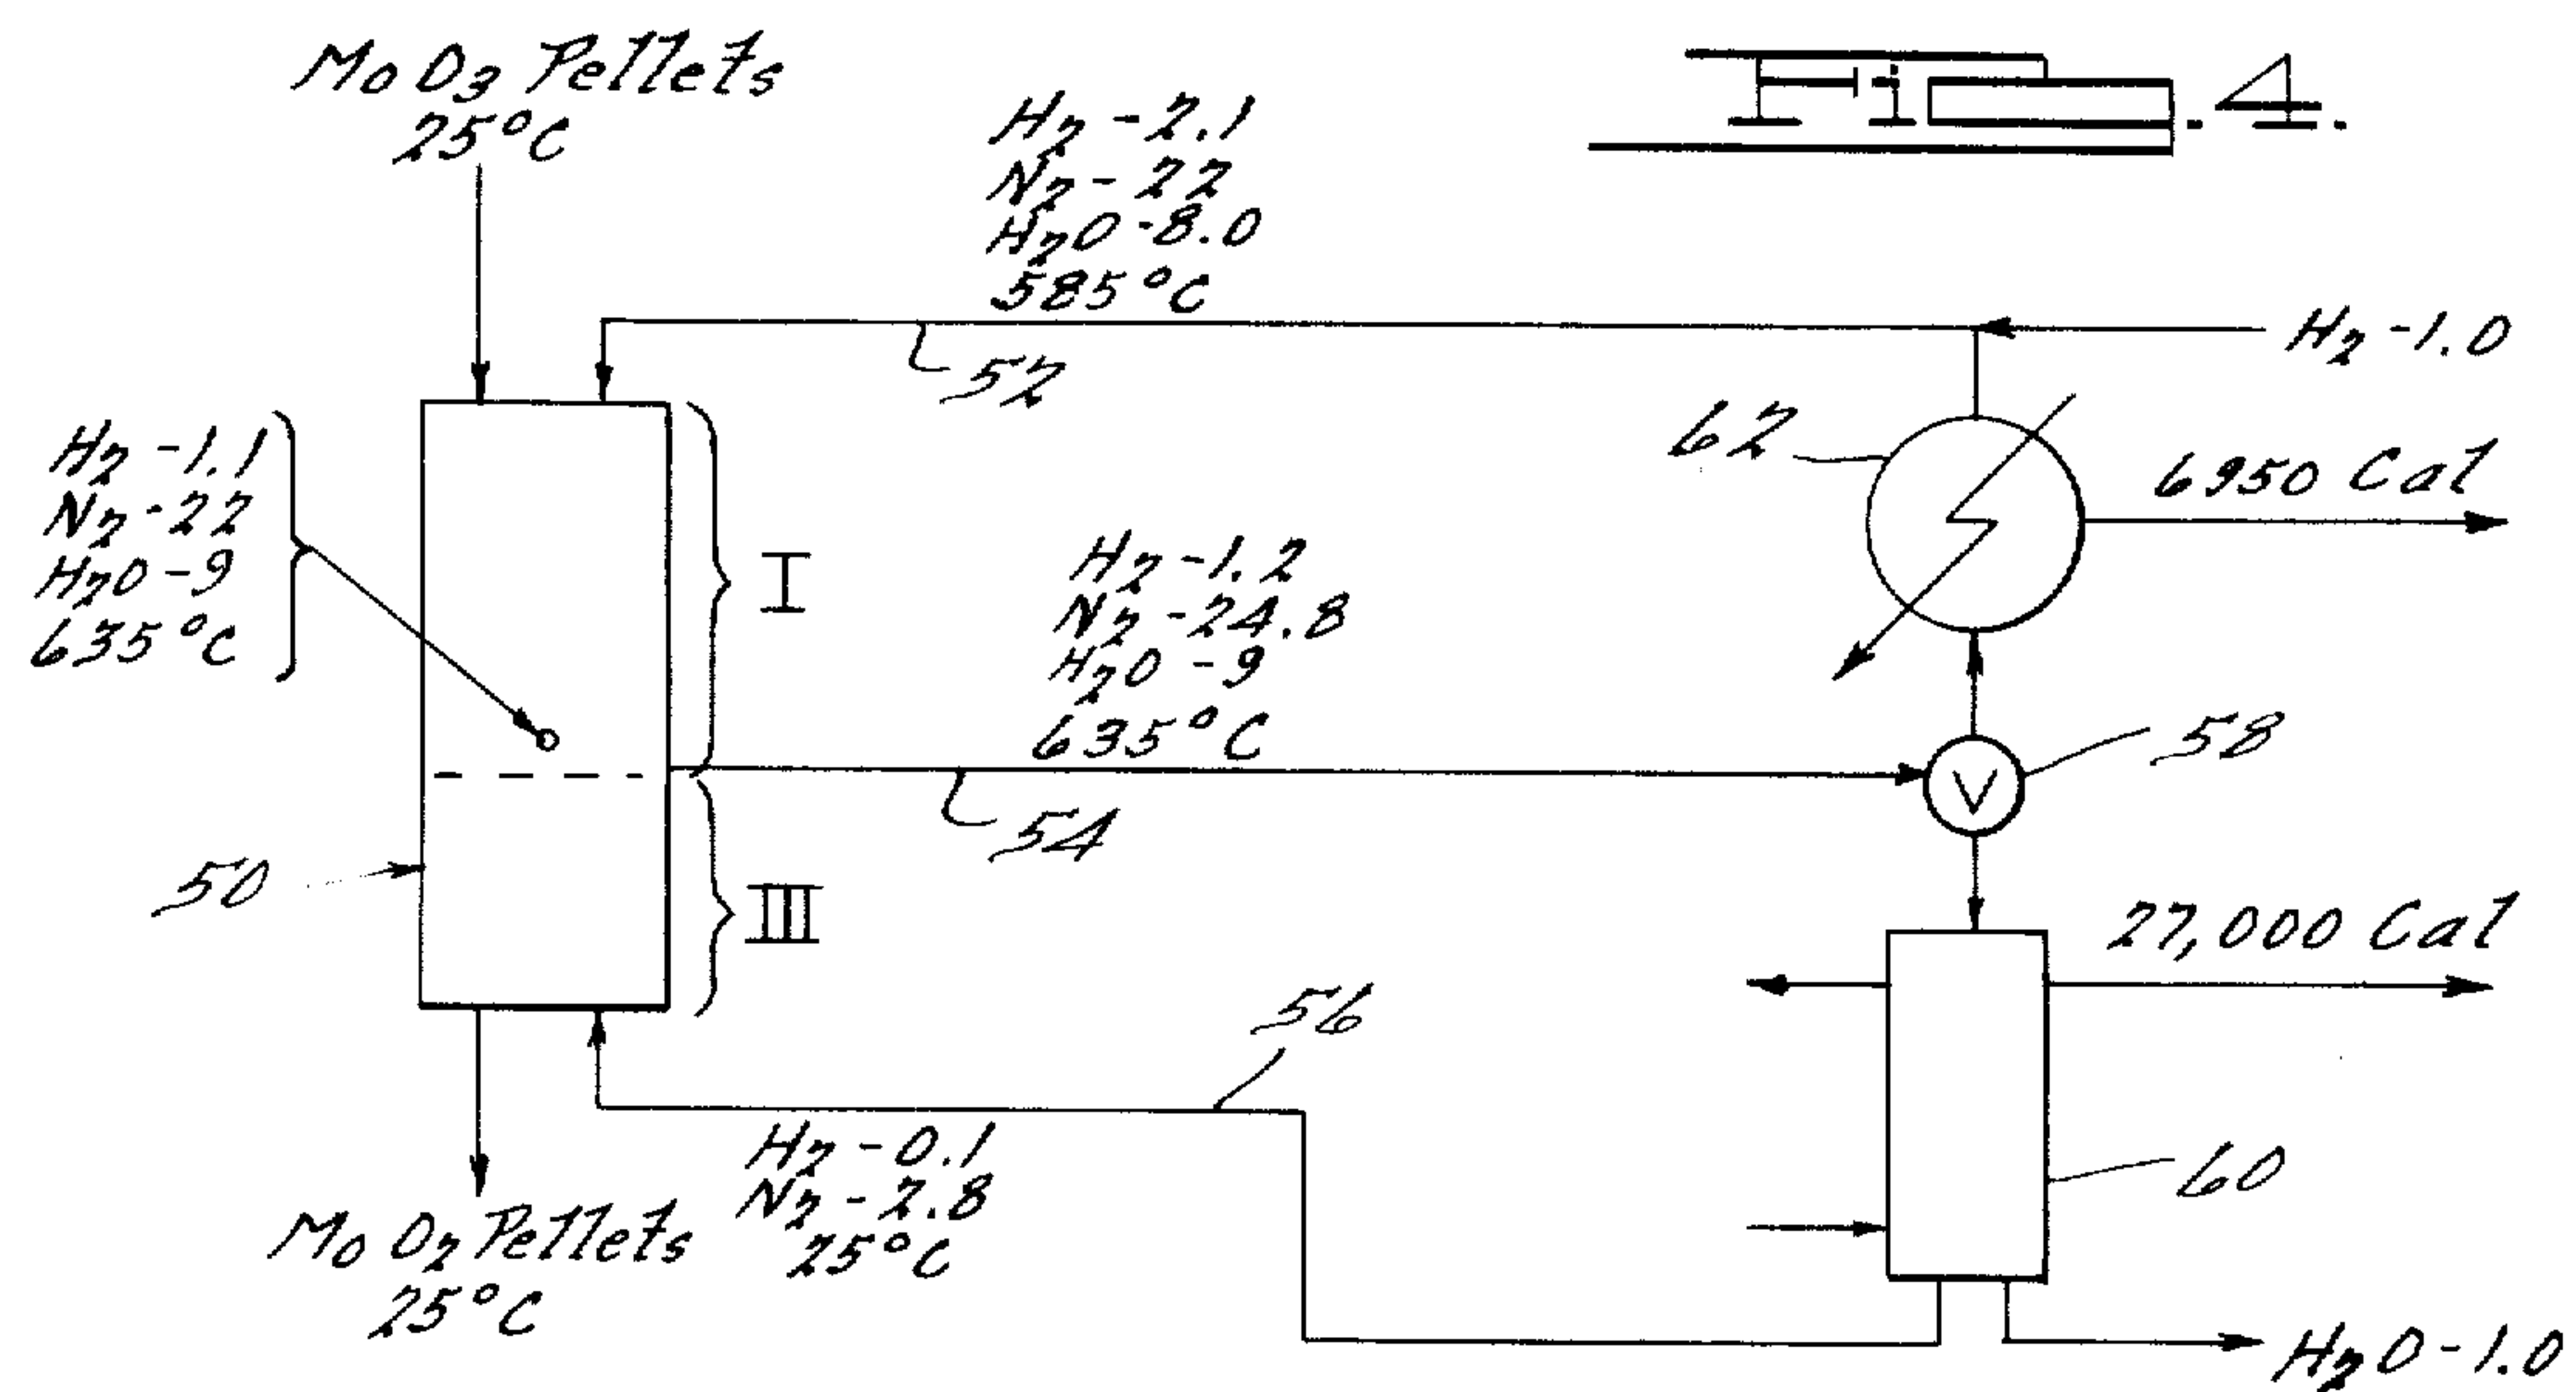 MoO3 Pellets
25°C
H2-2.1
N2-22
H2O-8.0
585°C
Fig. 4.
H2-1.0
52
62
6950 Cal
H2-1.1
N2-22
H2O-9
635°C
I
H2-1.2
N2-24.8
H2O-9
635°C
58
V
54
50
III
27,000 Cal
56
60
H2-0.1
N2-2.8
25°C
MoO2 Pellets
25°C
H2O-1.0